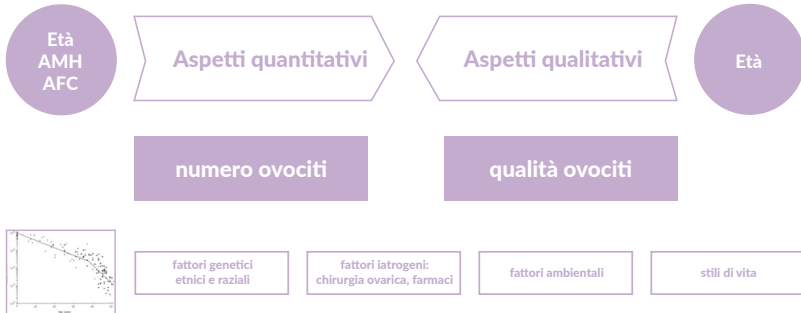 Età
AMH
AFC
Aspetti quantitativi
Aspetti qualitativi
Età
numero ovociti
qualità ovociti
fattori genetici
etnici e raziali
fattori iatrogeni:
chirurgia ovarica, farmaci
fattori ambientali
stili di vita